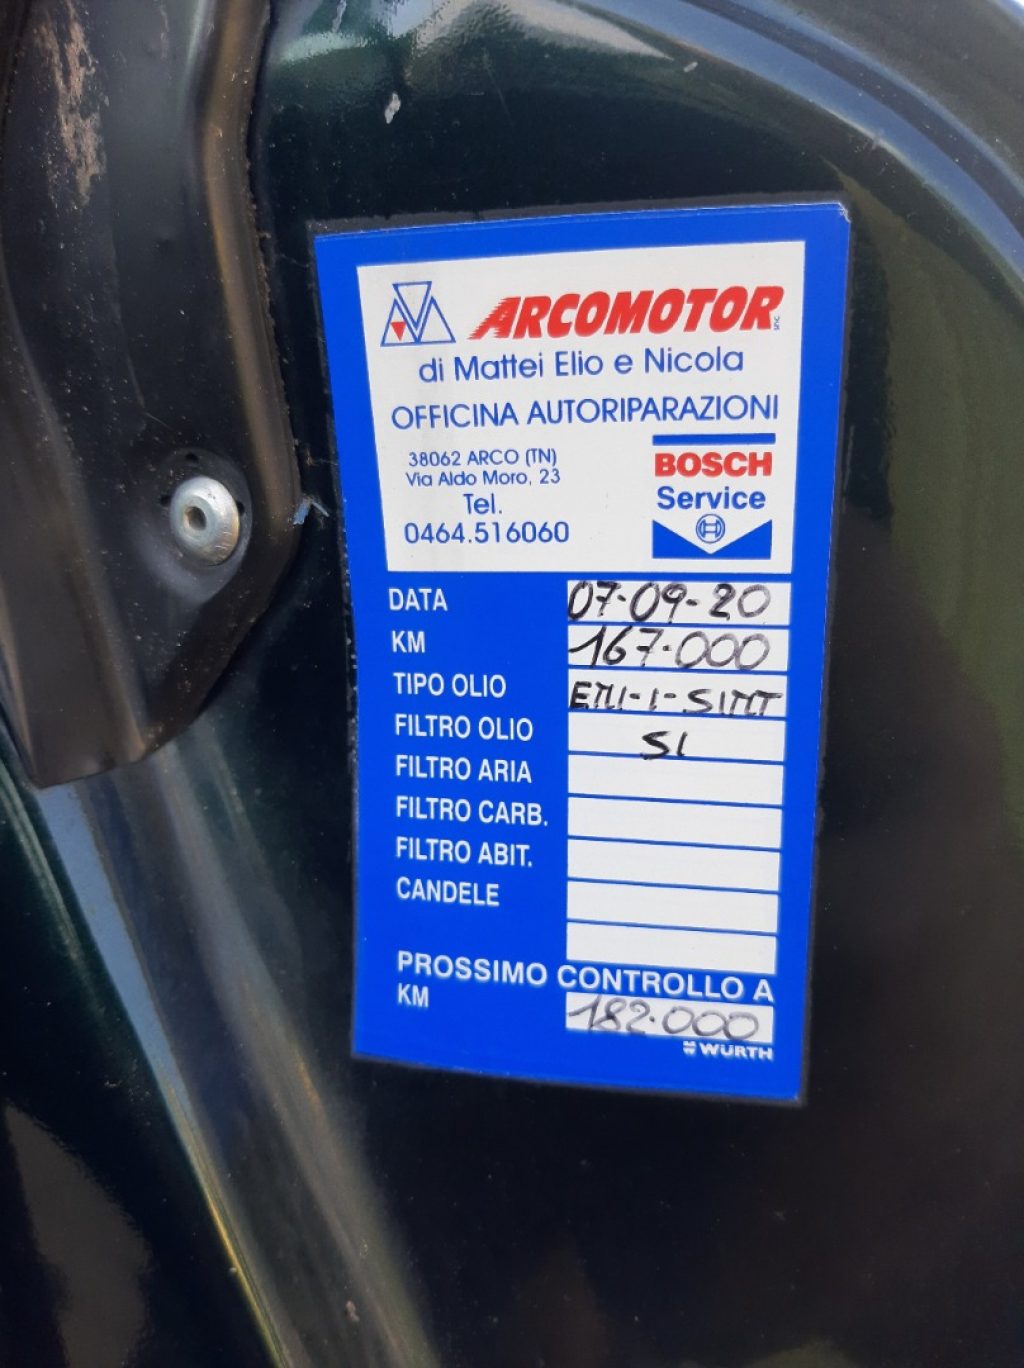 ARCOMOTOR snc
di Mattei Elio e Nicola
OFFICINA AUTORIPARAZIONI
38062 ARCO (TN)
Via Aldo Moro, 23
Tel.
0464.516060
BOSCH
Service
DATA 07-09-20
KM 167.000
TIPO OLIO ENI-I-SINT
FILTRO OLIO SI
FILTRO ARIA
FILTRO CARB.
FILTRO ABIT.
CANDELE
PROSSIMO CONTROLLO A
KM 182.000
WÜRTH